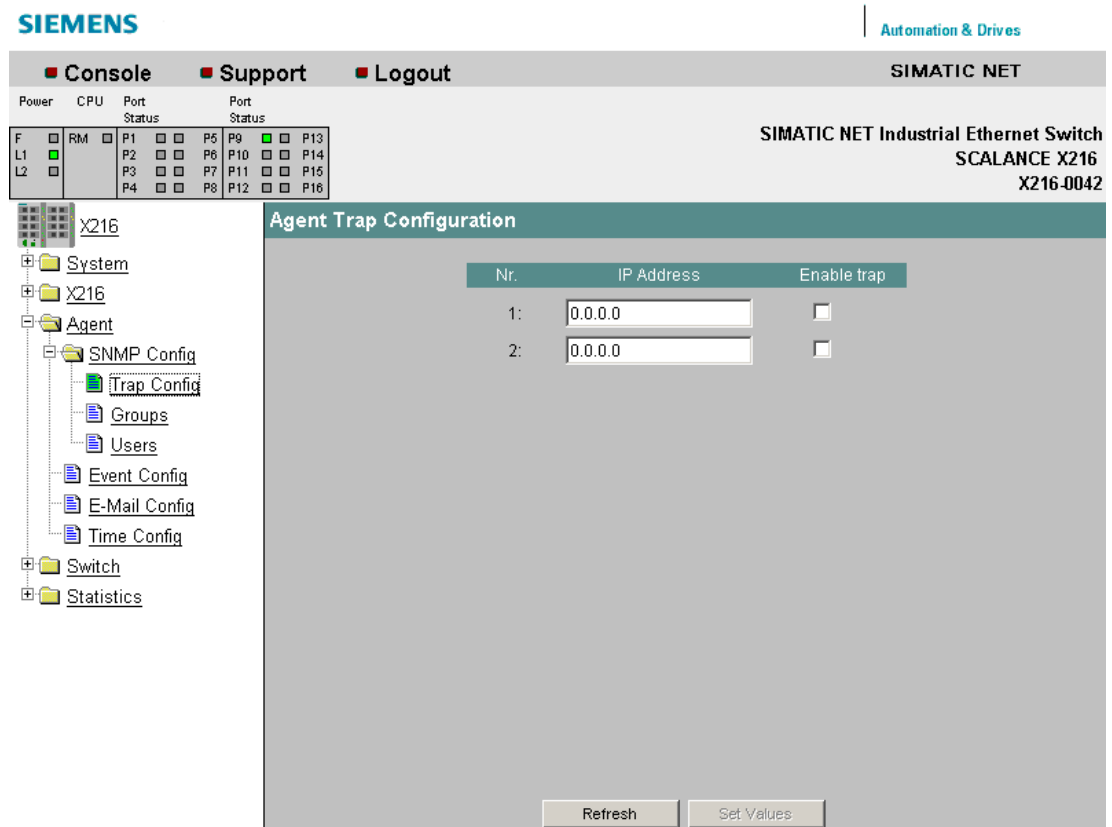 SIEMENS
Automation & Drives
Console Support Logout SIMATIC NET
Power CPU Port Status Port Status
F RM P1 P5 P9 P13
L1 P2 P6 P10 P14
L2 P3 P7 P11 P15
P4 P8 P12 P16
SIMATIC NET Industrial Ethernet Switch
SCALANCE X216
X216-0042
X216
System
X216
Agent
SNMP Config
Trap Config
Groups
Users
Event Config
E-Mail Config
Time Config
Switch
Statistics
Agent Trap Configuration
Nr. IP Address Enable trap
1: 0.0.0.0
2: 0.0.0.0
Refresh Set Values